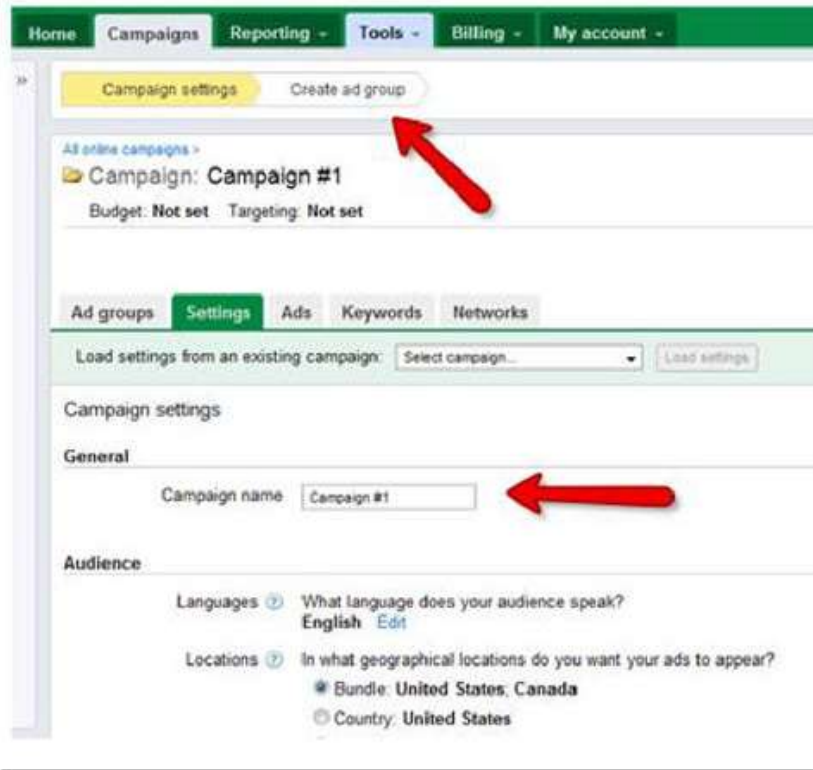 Home Campaigns Reporting Tools Billing My account
»
Campaign settings Create ad group
All online campaigns >
Campaign: Campaign #1
Budget: Not set Targeting: Not set
Ad groups Settings Ads Keywords Networks
Load settings from an existing campaign: Select campaign... Load settings
Campaign settings
General
Campaign name Campaign #1
Audience
Languages ? What language does your audience speak?
English Edit
Locations ? In what geographical locations do you want your ads to appear?
Bundle: United States; Canada
Country: United States